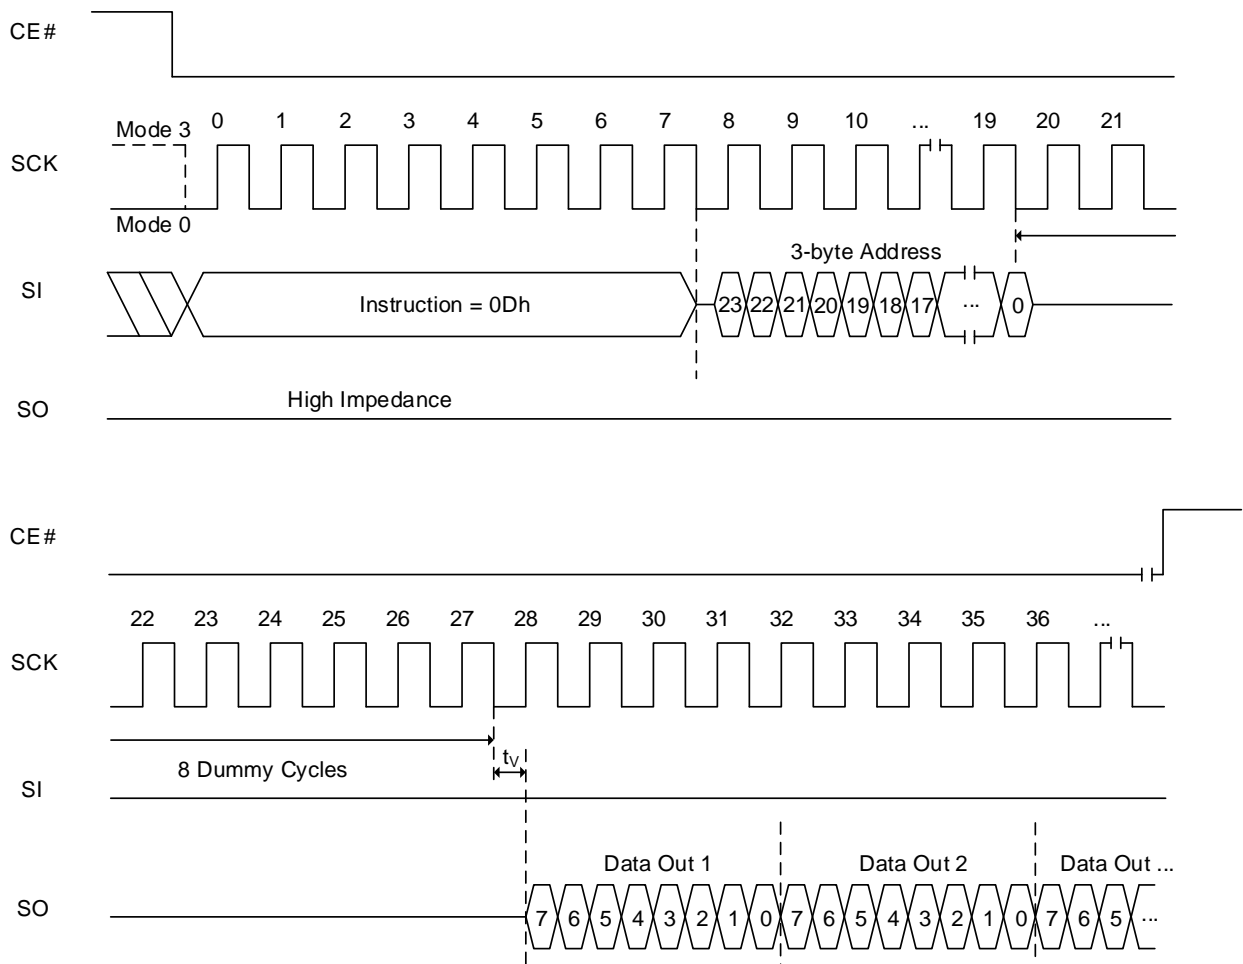 CE#
0 1 2 3 4 5 6 7 8 9 10 ... 19 20 21
Mode 3
SCK
Mode 0
3-byte Address
SI
Instruction = 0Dh 23 22 21 20 19 18 17 ... 0
High Impedance
SO
CE#
22 23 24 25 26 27 28 29 30 31 32 33 34 35 36 ...
SCK
tV
8 Dummy Cycles
SI
Data Out 1 Data Out 2 Data Out ...
SO 7 6 5 4 3 2 1 0 7 6 5 4 3 2 1 0 7 6 5 ...